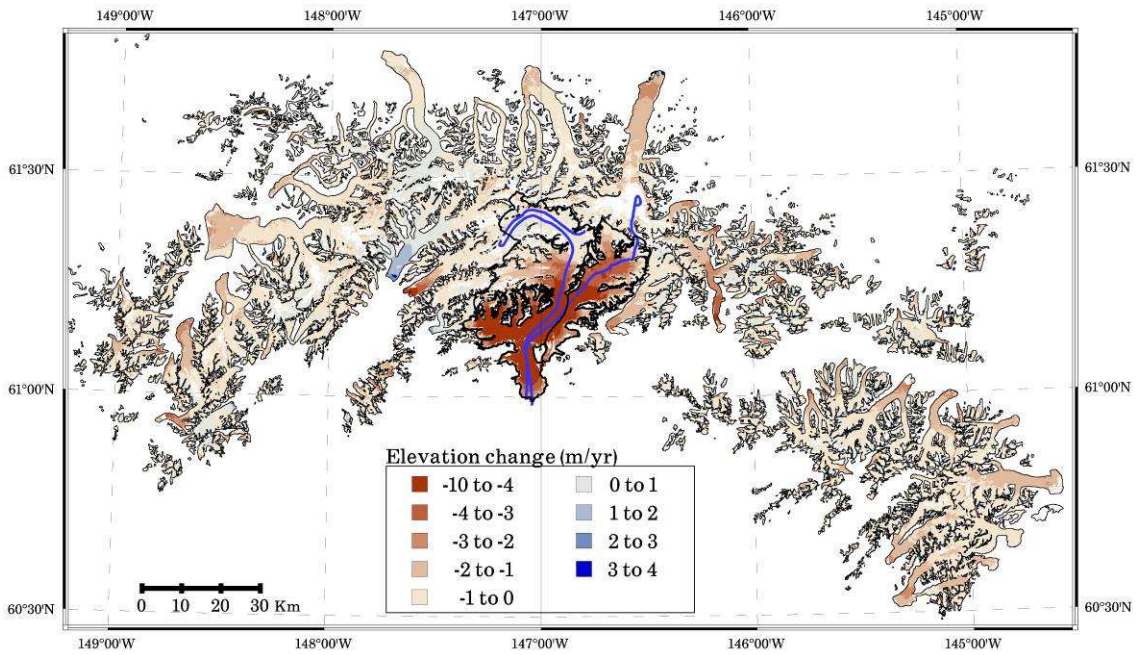 149°00'W 148°00'W 147°00'W 146°00'W 145°00'W
61°30'N 61°30'N
61°00'N 61°00'N
Elevation change (m/yr)
-10 to -4 0 to 1
-4 to -3 1 to 2
-3 to -2 2 to 3
-2 to -1 3 to 4
-1 to 0
0 10 20 30 Km
60°30'N 60°30'N
149°00'W 148°00'W 147°00'W 146°00'W 145°00'W